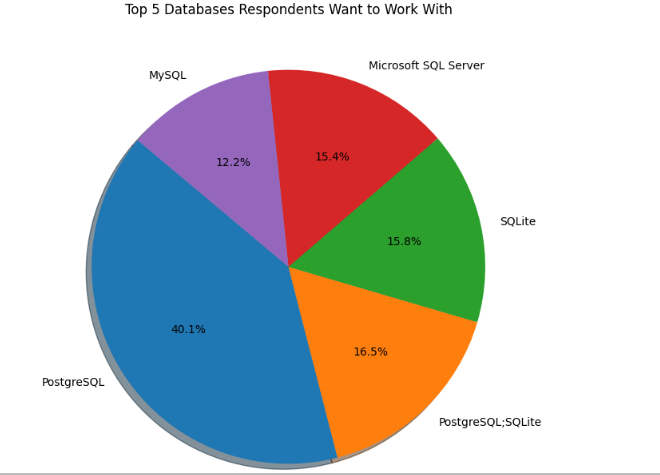 Top 5 Databases Respondents Want to Work With
Microsoft SQL Server
MySQL
15.4%
12.2%
SQLite
15.8%
40.1%
16.5%
PostgreSQL
PostgreSQL;SQLite